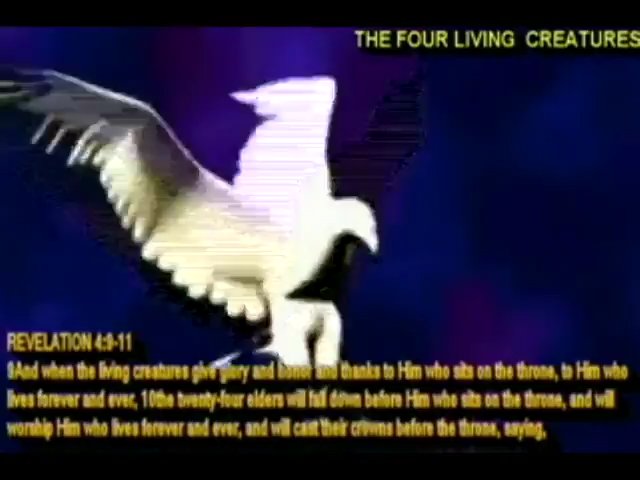 THE FOUR LIVING CREATURES
REVELATION 4:9-11
9And when the living creatures give glory and honor and thanks to Him who sits on the throne, to Him who
lives forever and ever, 10the twenty-four elders will fall down before Him who sits on the throne, and will
worship Him who lives forever and ever, and will cast their crowns before the throne, saying,